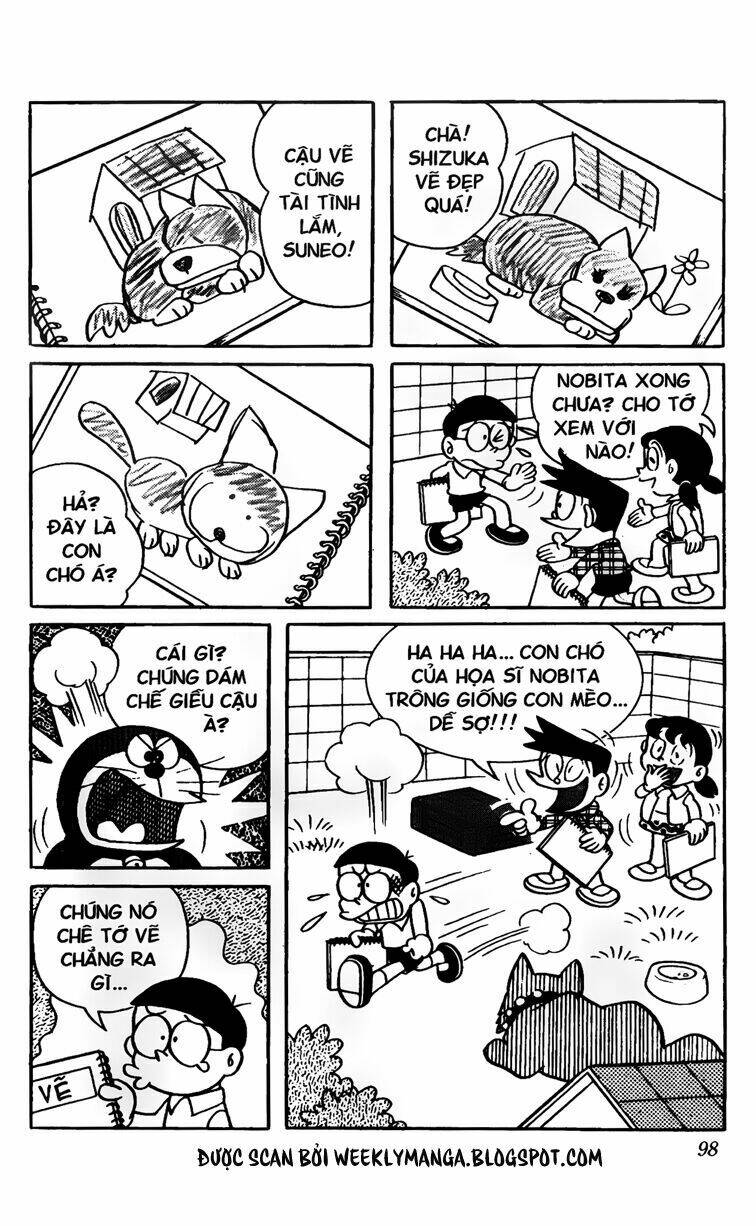 CHÀ!
SHIZUKA
VẼ ĐẸP
QUÁ!
CẬU VẼ
CŨNG
TÀI TÌNH
LẮM,
SUNEO!
NOBITA XONG
CHƯA? CHO TỚ
XEM VỚI
NÀO!
HẢ?
ĐÂY LÀ
CON
CHÓ Á?
HA HA HA... CON CHÓ
CỦA HỌA SĨ NOBITA
TRÔNG GIỐNG CON MÈO...
DỂ SỢ!!!
CÁI GÌ?
CHÚNG DÁM
CHẾ GIỂU CẬU
À?
CHÚNG NÓ
CHÊ TỚ VẼ
CHẲNG RA
GÌ...
VẼ
98
ĐƯỢC SCAN BỞI WEEKLYMANGA.BLOGSPOT.COM